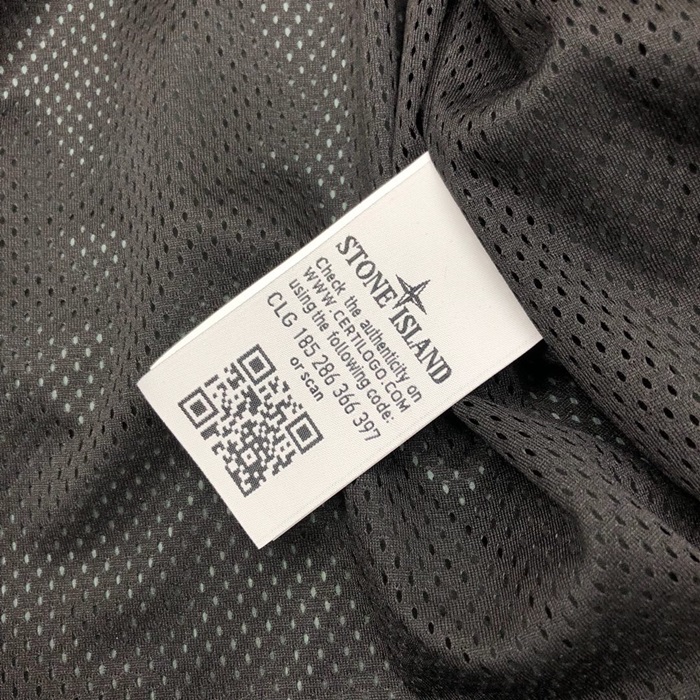 STONE ISLAND
Check the authenticity on
WWW.CERTILOGO.COM
using the following code:
CLG 185 286 366 397
or scan